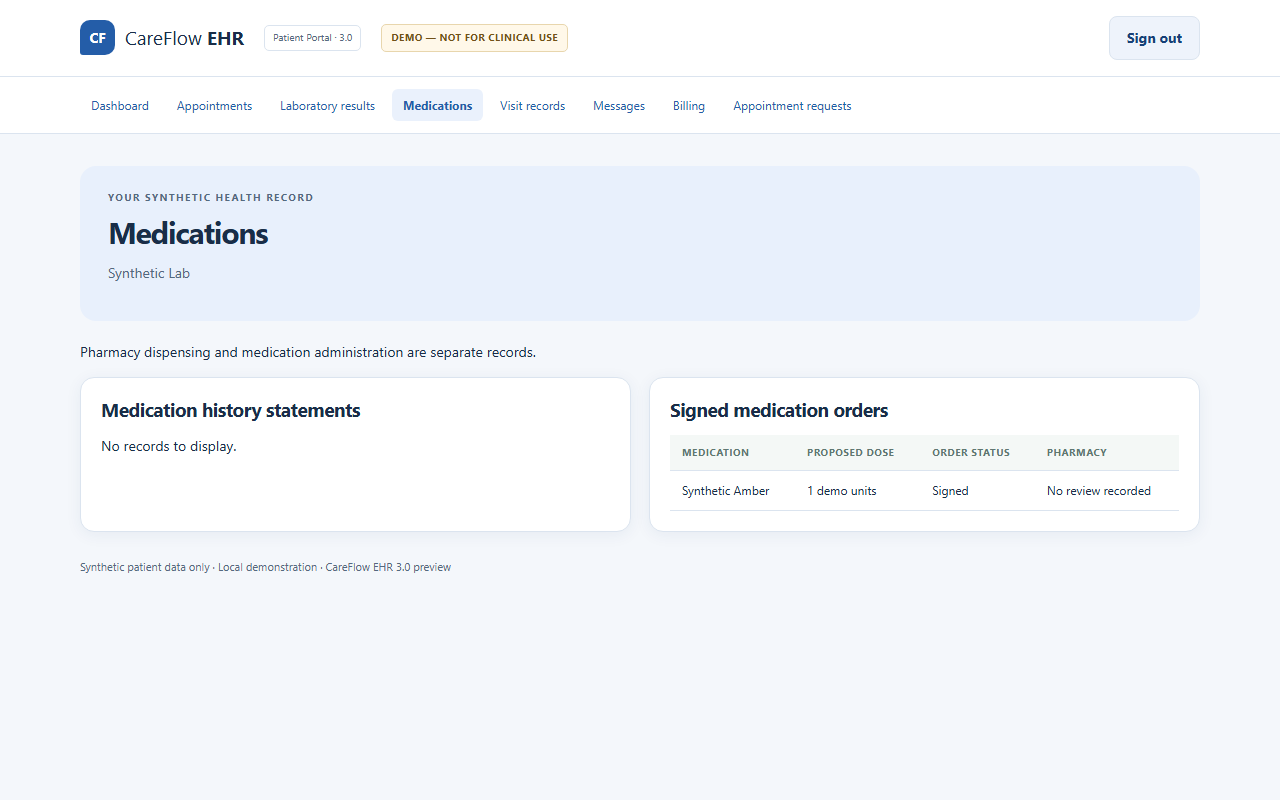 CF CareFlow EHR Patient Portal · 3.0 DEMO — NOT FOR CLINICAL USE Sign out
Dashboard Appointments Laboratory results Medications Visit records Messages Billing Appointment requests
YOUR SYNTHETIC HEALTH RECORD
Medications
Synthetic Lab
Pharmacy dispensing and medication administration are separate records.
Medication history statements
No records to display.
Signed medication orders
MEDICATION PROPOSED DOSE ORDER STATUS PHARMACY
Synthetic Amber 1 demo units Signed No review recorded
Synthetic patient data only · Local demonstration · CareFlow EHR 3.0 preview